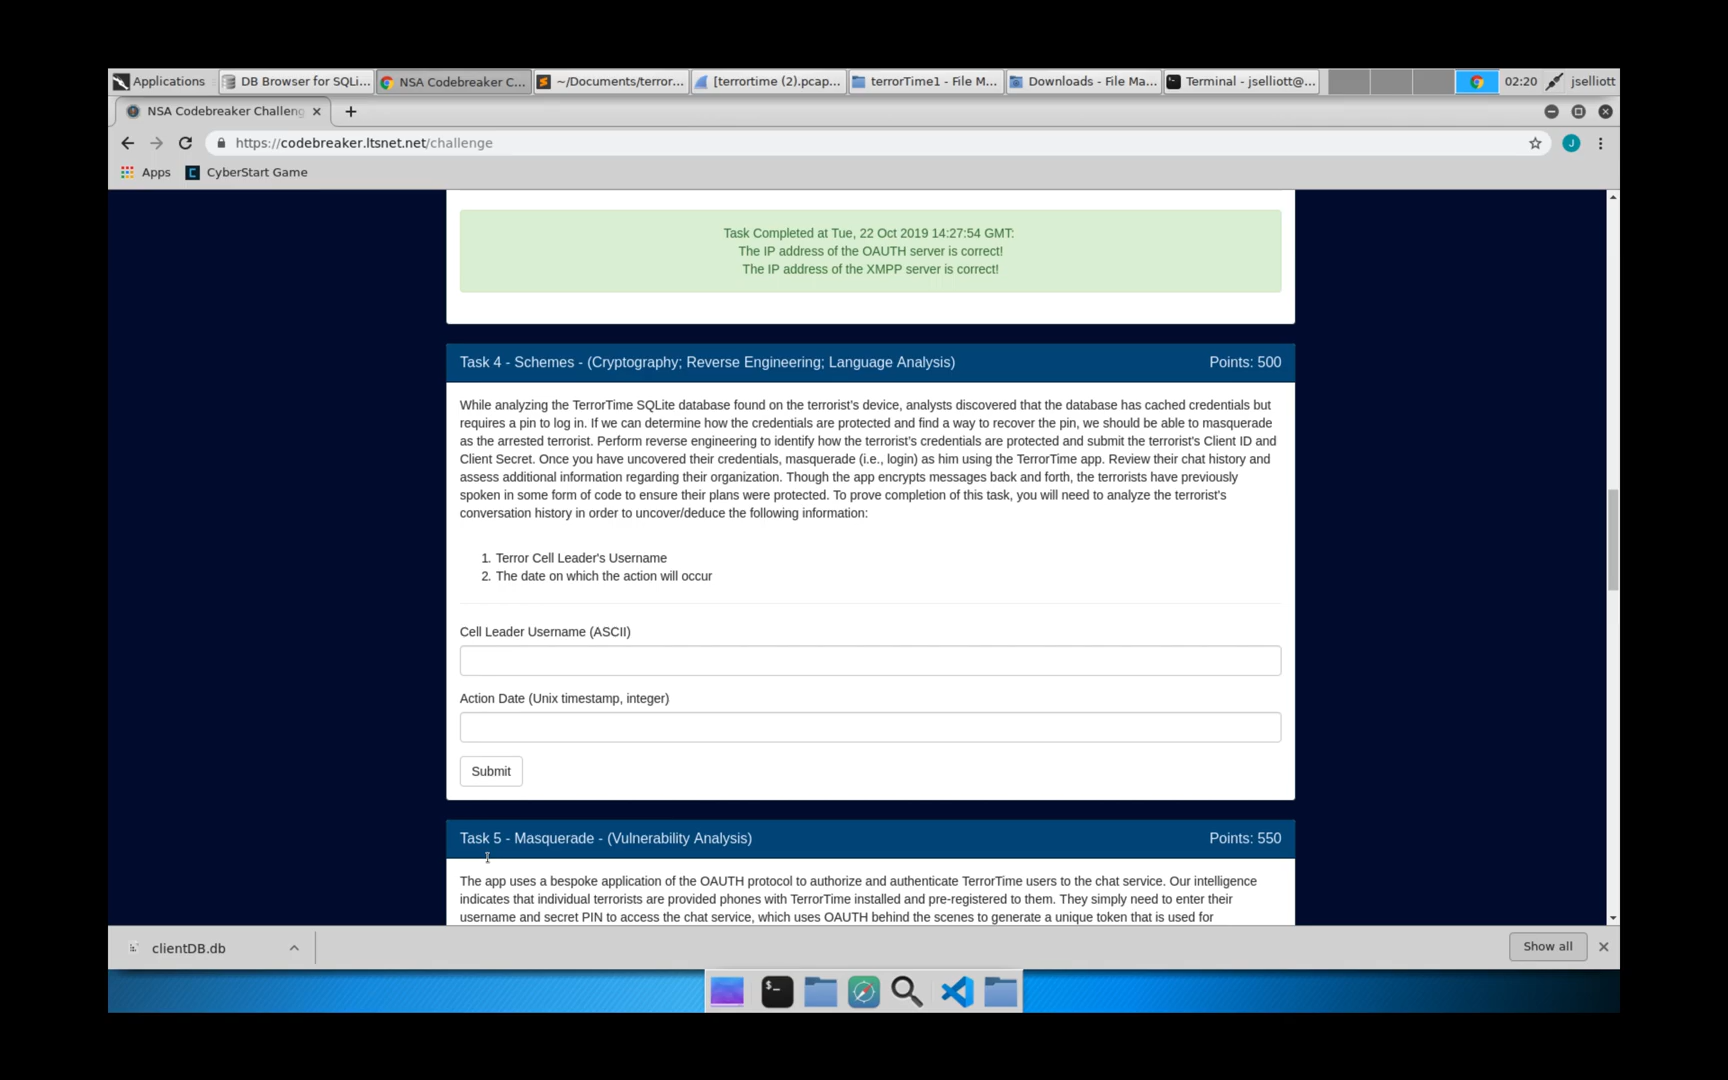 Applications
DB Browser for SQLi...
NSA Codebreaker C...
~/Documents/terror...
[terrortime (2).pcap...
terrorTime1 - File M...
Downloads - File Ma...
Terminal - jselliott@...
02:20
jselliott
NSA Codebreaker Challeng
https://codebreaker.ltsnet.net/challenge
J
Apps
CyberStart Game
Task Completed at Tue, 22 Oct 2019 14:27:54 GMT:
The IP address of the OAUTH server is correct!
The IP address of the XMPP server is correct!
Task 4 - Schemes - (Cryptography; Reverse Engineering; Language Analysis)
Points: 500
While analyzing the TerrorTime SQLite database found on the terrorist's device, analysts discovered that the database has cached credentials but
requires a pin to log in. If we can determine how the credentials are protected and find a way to recover the pin, we should be able to masquerade
as the arrested terrorist. Perform reverse engineering to identify how the terrorist's credentials are protected and submit the terrorist's Client ID and
Client Secret. Once you have uncovered their credentials, masquerade (i.e., login) as him using the TerrorTime app. Review their chat history and
assess additional information regarding their organization. Though the app encrypts messages back and forth, the terrorists have previously
spoken in some form of code to ensure their plans were protected. To prove completion of this task, you will need to analyze the terrorist's
conversation history in order to uncover/deduce the following information:
1. Terror Cell Leader's Username
2. The date on which the action will occur
Cell Leader Username (ASCII)
Action Date (Unix timestamp, integer)
Submit
Task 5 - Masquerade - (Vulnerability Analysis)
Points: 550
The app uses a bespoke application of the OAUTH protocol to authorize and authenticate TerrorTime users to the chat service. Our intelligence
indicates that individual terrorists are provided phones with TerrorTime installed and pre-registered to them. They simply need to enter their
username and secret PIN to access the chat service, which uses OAUTH behind the scenes to generate a unique token that is used for
clientDB.db
Show all
$_